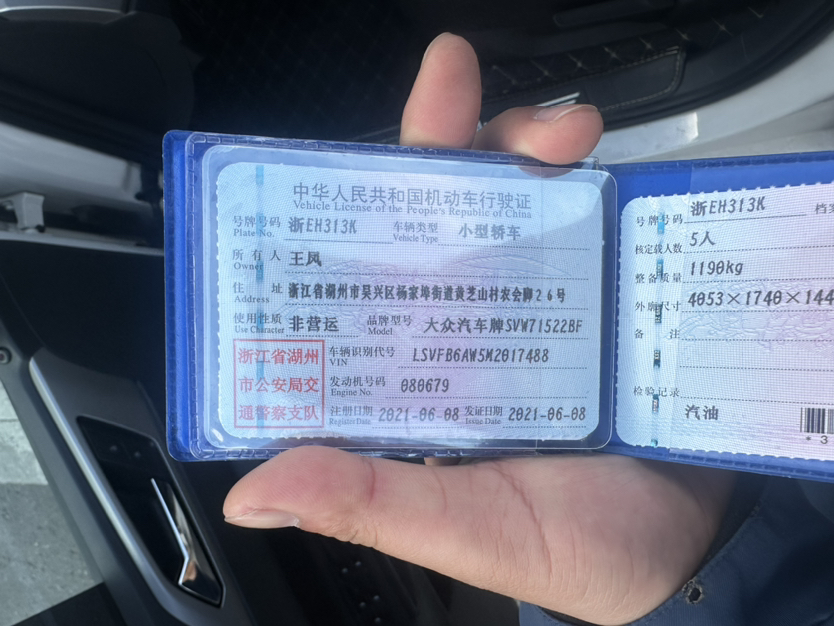 中华人民共和国机动车行驶证
Vehicle License of the People's Republic of China
号牌号码 浙EH313K 车辆类型 小型轿车
Plate No. Vehicle Type
所有人 王凤
Owner
住址 浙江省湖州市吴兴区杨家埠街道黄芝山村农会脚26号
Address
使用性质 非营运 品牌型号 大众汽车牌SVW71522BF
Use Character Model
浙江省湖州
市公安局交
通警察支队
车辆识别代号 LSVFB6AW5M2017488
VIN
发动机号码 080679
Engine No.
注册日期 2021-06-08 发证日期 2021-06-08
Register Date Issue Date
号牌号码 浙EH313K 档
核定载人数 5人
整备质量 1190kg
外廓尺寸 4053×1740×144
备注
检验记录
汽油